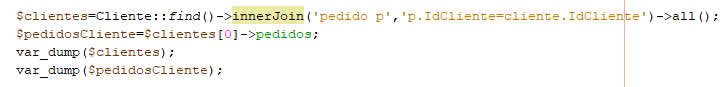 $clientes=Cliente::find()->innerJoin('pedido p','p.IdCliente=cliente.IdCliente')->all();
$pedidosCliente=$clientes[0]->pedidos;
var_dump($clientes);
var_dump($pedidosCliente);